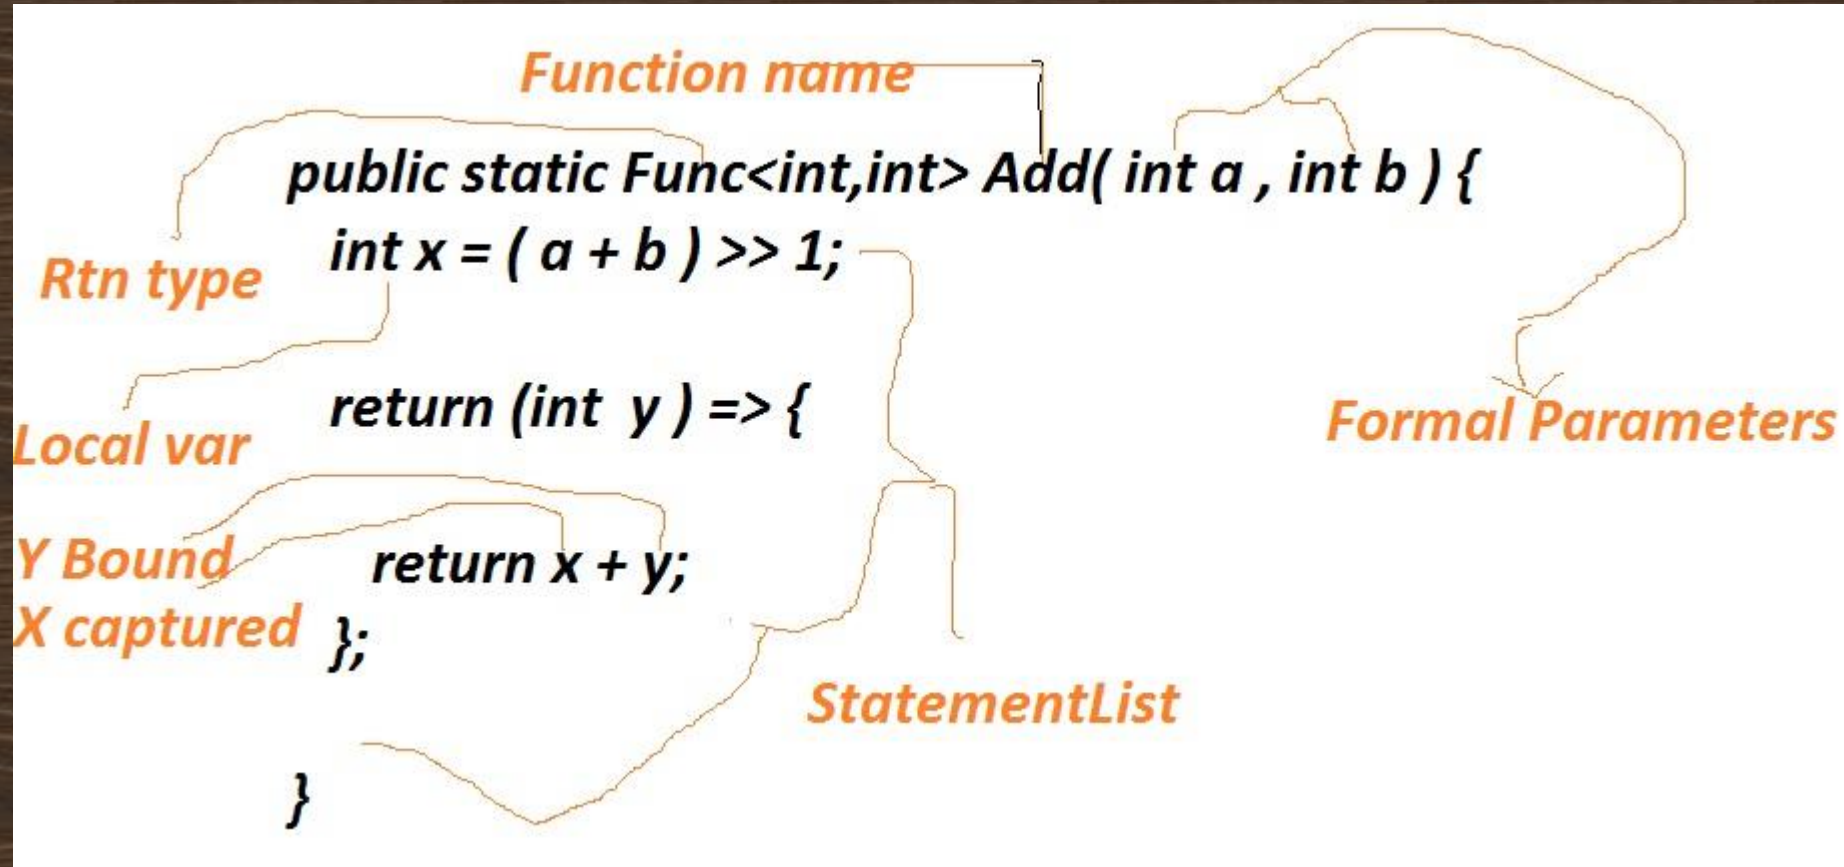 Function name
public static Func<int,int> Add( int a , int b ) {
Rtn type
int x = ( a + b ) >> 1;
Local var
return (int y ) => {
Formal Parameters
Y Bound
return x + y;
X captured
};
StatementList
}